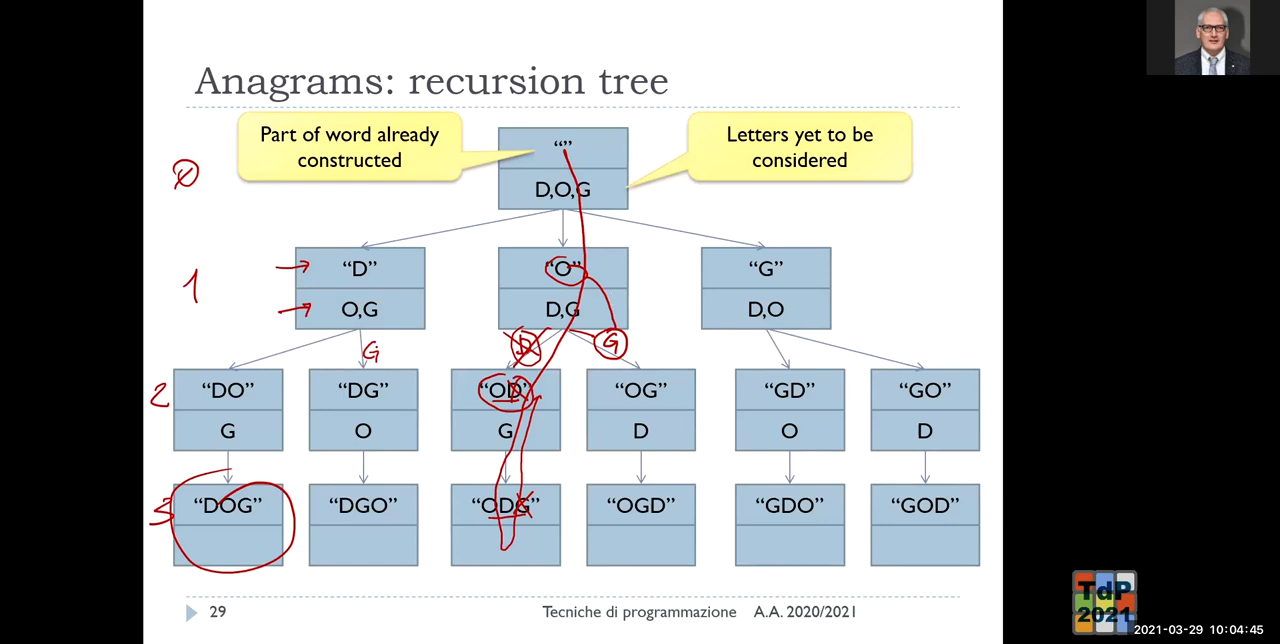 Anagrams: recursion tree
Part of word already
constructed
Letters yet to be
considered
“”
D,O,G
0
1
“D”
“O”
“G”
O,G
D,G
D,O
G
D
G
2
“DO”
“DG”
“OD”
“OG”
“GD”
“GO”
G
O
G
D
O
D
3
“DOG”
“DGO”
“ODG”
“OGD”
“GDO”
“GOD”
29
Tecniche di programmazione A.A. 2020/2021
TdP
2021
2021-03-29 10:04:45